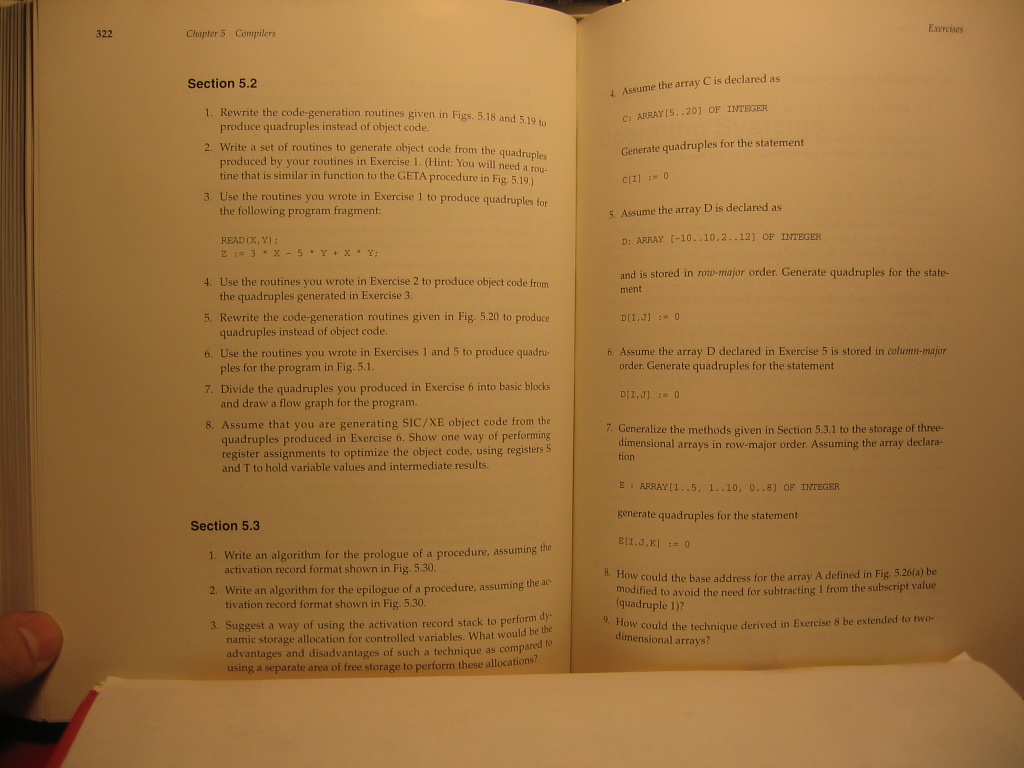 322
Chapter 5 Compilers
Section 5.2
1. Rewrite the code-generation routines given in Figs. 5.18 and 5.19 to
produce quadruples instead of object code.
2. Write a set of routines to generate object code from the quadruples
produced by your routines in Exercise 1. (Hint: You will need a rou-
tine that is similar in function to the GETA procedure in Fig. 5.19.)
3. Use the routines you wrote in Exercise 1 to produce quadruples for
the following program fragment:
READ(X,Y);
Z := 3 * X - 5 * Y + X * Y;
4. Use the routines you wrote in Exercise 2 to produce object code from
the quadruples generated in Exercise 3.
5. Rewrite the code-generation routines given in Fig. 5.20 to produce
quadruples instead of object code.
6. Use the routines you wrote in Exercises 1 and 5 to produce quadru-
ples for the program in Fig. 5.1.
7. Divide the quadruples you produced in Exercise 6 into basic blocks
and draw a flow graph for the program.
8. Assume that you are generating SIC/XE object code from the
quadruples produced in Exercise 6. Show one way of performing
register assignments to optimize the object code, using registers S
and T to hold variable values and intermediate results.
Section 5.3
1. Write an algorithm for the prologue of a procedure, assuming the
activation record format shown in Fig. 5.30.
2. Write an algorithm for the epilogue of a procedure, assuming the ac-
tivation record format shown in Fig. 5.30.
3. Suggest a way of using the activation record stack to perform dy-
namic storage allocation for controlled variables. What would be the
advantages and disadvantages of such a technique as compared to
using a separate area of free storage to perform these allocations?
Exercises
4. Assume the array C is declared as
C: ARRAY[5..20] OF INTEGER
Generate quadruples for the statement
C[I] := 0
5. Assume the array D is declared as
D: ARRAY [-10..10,2..12] OF INTEGER
and is stored in row-major order. Generate quadruples for the state-
ment
D[I,J] := 0
6. Assume the array D declared in Exercise 5 is stored in column-major
order. Generate quadruples for the statement
D[I,J] := 0
7. Generalize the methods given in Section 5.3.1 to the storage of three-
dimensional arrays in row-major order. Assuming the array declara-
tion
E : ARRAY[1..5, 1..10, 0..8] OF INTEGER
generate quadruples for the statement
E[I,J,K] := 0
8. How could the base address for the array A defined in Fig. 5.26(a) be
modified to avoid the need for subtracting 1 from the subscript value
(quadruple 1)?
9. How could the technique derived in Exercise 8 be extended to two-
dimensional arrays?